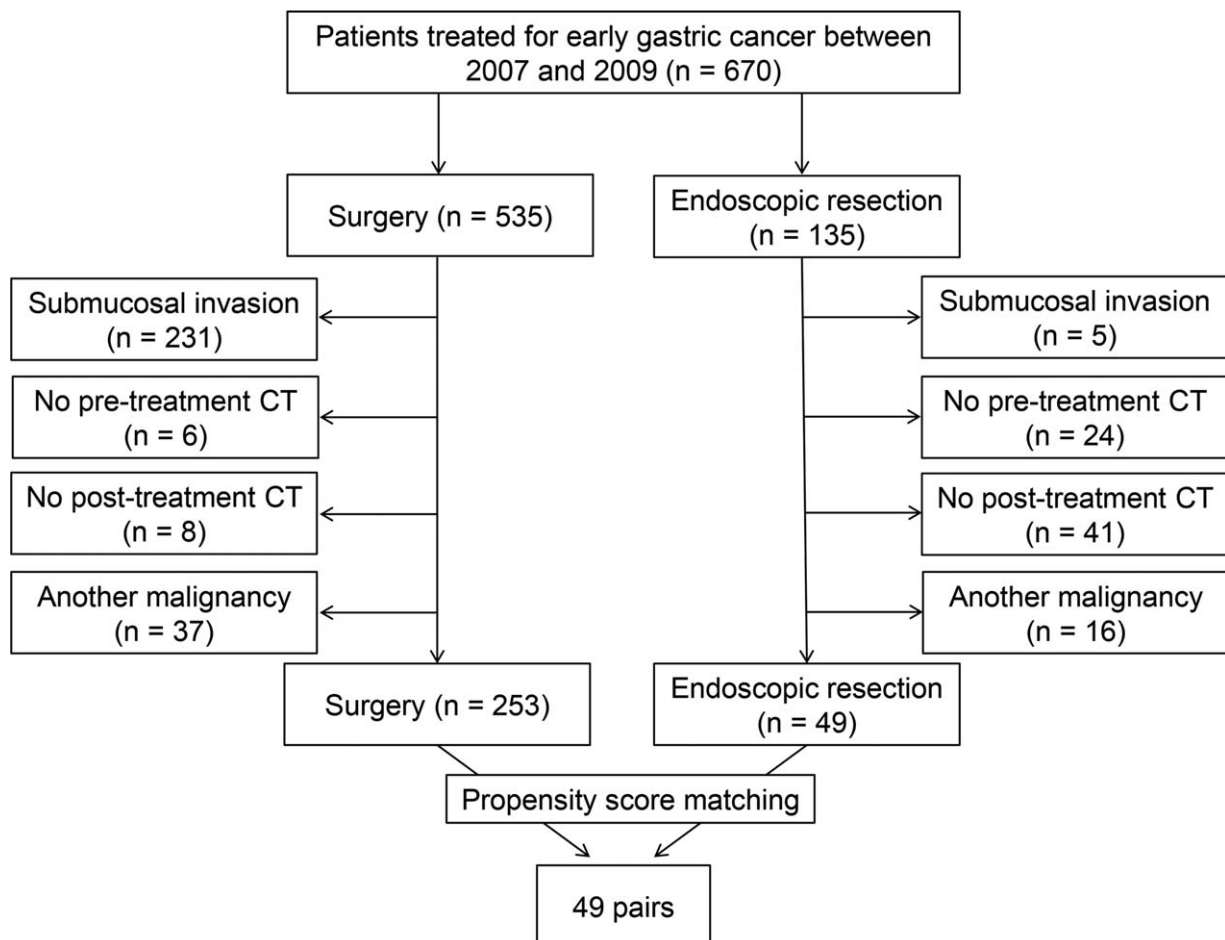 Patients treated for early gastric cancer between
2007 and 2009 (n = 670)
Surgery (n = 535)
Endoscopic resection
(n = 135)
Submucosal invasion
(n = 231)
Submucosal invasion
(n = 5)
No pre-treatment CT
(n = 6)
No pre-treatment CT
(n = 24)
No post-treatment CT
(n = 8)
No post-treatment CT
(n = 41)
Another malignancy
(n = 37)
Another malignancy
(n = 16)
Surgery (n = 253)
Endoscopic resection
(n = 49)
Propensity score matching
49 pairs